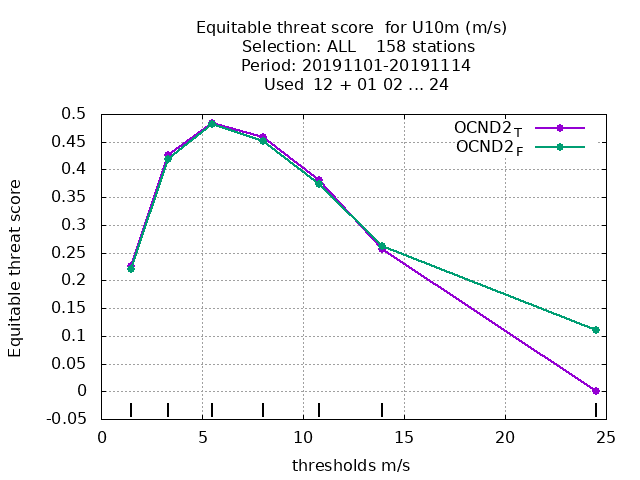 Equitable threat score  for U10m (m/s)
Selection: ALL    158 stations
Period: 20191101-20191114
Used  12 + 01 02 ... 24
OCND2T
OCND2F
Equitable threat score
0.5
0.45
0.4
0.35
0.3
0.25
0.2
0.15
0.1
0.05
0
-0.05
0 5 10 15 20 25
thresholds m/s